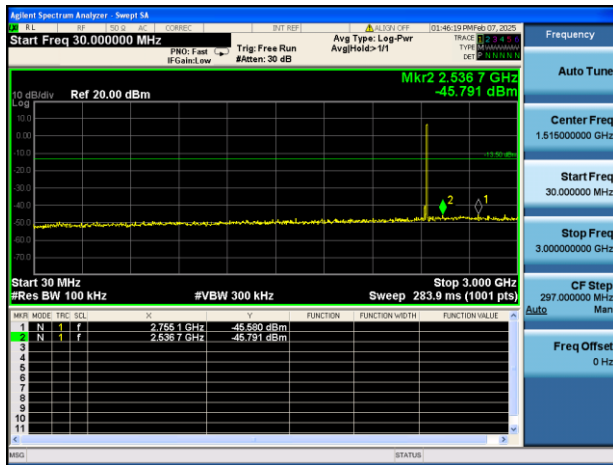 Agilent Spectrum Analyzer - Swept SA
RL RF 50 Ω AC CORREC INT REF ALIGN OFF 01:46:19 PM Feb 07, 2025
Start Freq 30.000000 MHz
PNO: Fast
IFGain:Low
Trig: Free Run
#Atten: 30 dB
Avg Type: Log-Pwr
Avg|Hold:>1/1
TRACE 1 2 3 4 5 6
TYPE MWWWWW
DET P N N N N N
Mkr2 2.536 7 GHz
-45.791 dBm
10 dB/div Ref 20.00 dBm
Log
10.0
0.00
-10.0
-20.0
-30.0
-40.0
-50.0
-60.0
-70.0
-13.50 dBm
2
1
Start 30 MHz
Stop 3.000 GHz
#Res BW 100 kHz
#VBW 300 kHz
Sweep 283.9 ms (1001 pts)
MKR MODE TRC SCL X Y FUNCTION FUNCTION WIDTH FUNCTION VALUE
1 N 1 f 2.755 1 GHz -45.580 dBm
2 N 1 f 2.536 7 GHz -45.791 dBm
3
4
5
6
7
8
9
10
11
MSG
STATUS
Frequency
Auto Tune
Center Freq
1.515000000 GHz
Start Freq
30.000000 MHz
Stop Freq
3.000000000 GHz
CF Step
297.000000 MHz
Auto Man
Freq Offset
0 Hz